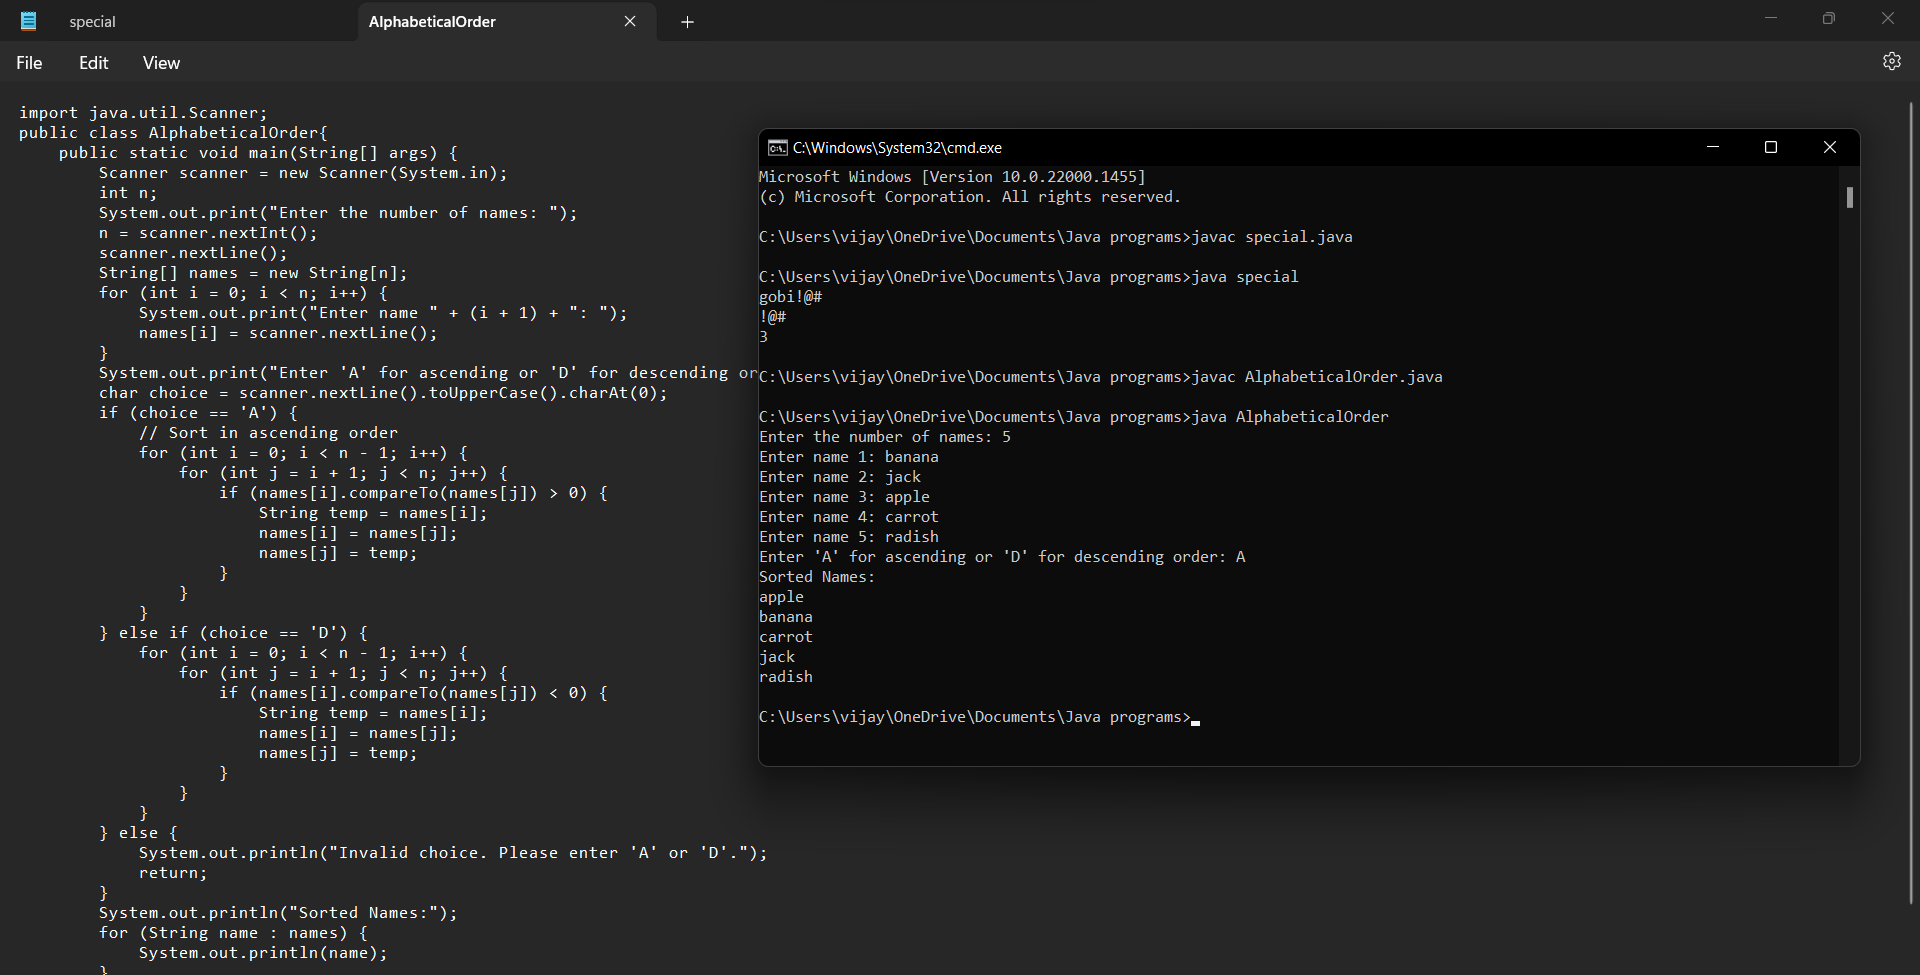 special
AlphabeticalOrder
File Edit View
import java.util.Scanner;
public class AlphabeticalOrder{
    public static void main(String[] args) {
        Scanner scanner = new Scanner(System.in);
        int n;
        System.out.print("Enter the number of names: ");
        n = scanner.nextInt();
        scanner.nextLine();
        String[] names = new String[n];
        for (int i = 0; i < n; i++) {
            System.out.print("Enter name " + (i + 1) + ": ");
            names[i] = scanner.nextLine();
        }
        System.out.print("Enter 'A' for ascending or 'D' for descending or
        char choice = scanner.nextLine().toUpperCase().charAt(0);
        if (choice == 'A') {
            // Sort in ascending order
            for (int i = 0; i < n - 1; i++) {
                for (int j = i + 1; j < n; j++) {
                    if (names[i].compareTo(names[j]) > 0) {
                        String temp = names[i];
                        names[i] = names[j];
                        names[j] = temp;
                    }
                }
            }
        } else if (choice == 'D') {
            for (int i = 0; i < n - 1; i++) {
                for (int j = i + 1; j < n; j++) {
                    if (names[i].compareTo(names[j]) < 0) {
                        String temp = names[i];
                        names[i] = names[j];
                        names[j] = temp;
                    }
                }
            }
        } else {
            System.out.println("Invalid choice. Please enter 'A' or 'D'.");
            return;
        }
        System.out.println("Sorted Names:");
        for (String name : names) {
            System.out.println(name);
        }
C:\Windows\System32\cmd.exe
Microsoft Windows [Version 10.0.22000.1455]
(c) Microsoft Corporation. All rights reserved.
C:\Users\vijay\OneDrive\Documents\Java programs>javac special.java
C:\Users\vijay\OneDrive\Documents\Java programs>java special
gobi!@#
!@#
3
C:\Users\vijay\OneDrive\Documents\Java programs>javac AlphabeticalOrder.java
C:\Users\vijay\OneDrive\Documents\Java programs>java AlphabeticalOrder
Enter the number of names: 5
Enter name 1: banana
Enter name 2: jack
Enter name 3: apple
Enter name 4: carrot
Enter name 5: radish
Enter 'A' for ascending or 'D' for descending order: A
Sorted Names:
apple
banana
carrot
jack
radish
C:\Users\vijay\OneDrive\Documents\Java programs>